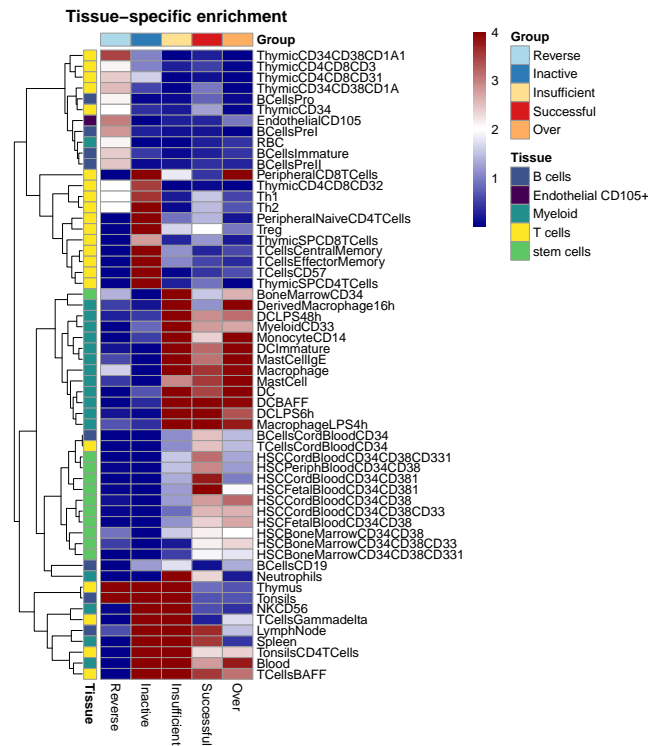 Tissue-specific enrichment
Group
ThymicCD34CD38CD1A1
ThymicCD4CD8CD3
ThymicCD4CD8CD31
ThymicCD34CD38CD1A
BCellsPro
ThymicCD34
EndothelialCD105
BCellsPreI
RBC
BCellsImmature
BCellsPreII
PeripheralCD8TCells
ThymicCD4CD8CD32
Th1
Th2
PeripheralNaiveCD4TCells
Treg
ThymicSPCD8TCells
TCellsCentralMemory
TCellsEffectorMemory
TCellsCD57
ThymicSPCD4TCells
BoneMarrowCD34
DerivedMacrophage16h
DCLPS48h
MyeloidCD33
MonocyteCD14
DCImmature
MastCellIgE
Macrophage
MastCell
DC
DCBAFF
DCLPS6h
MacrophageLPS4h
BCellsCordBloodCD34
TCellsCordBloodCD34
HSCCordBloodCD34CD38CD331
HSCPeriphBloodCD34CD38
HSCCordBloodCD34CD381
HSCFetalBloodCD34CD381
HSCCordBloodCD34CD38
HSCCordBloodCD34CD38CD33
HSCFetalBloodCD34CD38
HSCBoneMarrowCD34CD38
HSCBoneMarrowCD34CD38CD33
HSCBoneMarrowCD34CD38CD331
BCellsCD19
Neutrophils
Thymus
Tonsils
NKCD56
TCellsGammadelta
LymphNode
Spleen
TonsilsCD4TCells
Blood
TCellsBAFF
Tissue
Reverse
Inactive
Insufficient
Successful
Over
4
3
2
1
Group
Reverse
Inactive
Insufficient
Successful
Over
Tissue
B cells
Endothelial CD105+
Myeloid
T cells
stem cells